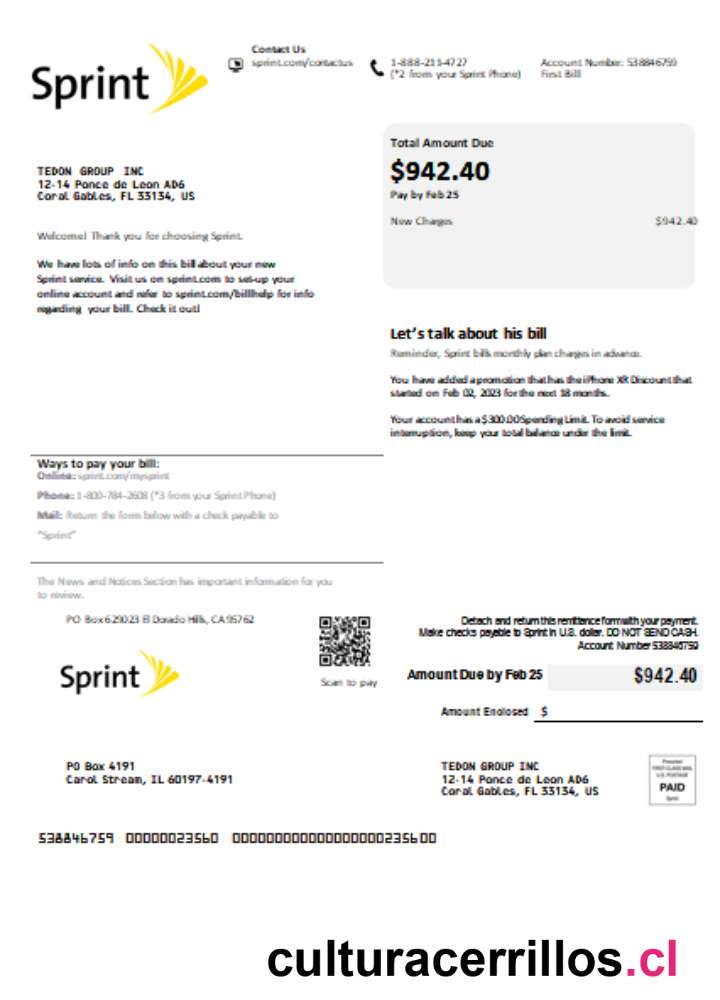 Sprint
Contact Us
sprint.com/contactus
1-888-211-4727
(*2 from your Sprint Phone)
Account Number: 538846759
First Bill
TEDON GROUP INC
12-14 Ponce de Leon AD6
Coral Gables, FL 33134, US
Total Amount Due
$942.40
Pay by Feb 25
New Charges $942.40
Welcome! Thank you for choosing Sprint.
We have lots of info on this bill about your new
Sprint service. Visit us on sprint.com to set-up your
online account and refer to sprint.com/billhelp for info
regarding your bill. Check it out!
Let's talk about his bill
Reminder, Sprint bills monthly plan charges in advance.
You have added a promotion that has the iPhone XR Discount that
started on Feb 02, 2023 for the next 18 months.
Your account has a $300.00 Spending Limit. To avoid service
interruption, keep your total balance under the limit.
Ways to pay your bill:
Online: sprint.com/mysprint
Phone: 1-800-784-2608 (*3 from your Sprint Phone)
Mail: Return the form below with a check payable to
"Sprint"
The News and Notices Section has important information for you
to review.
PO Box 629023 El Dorado Hills, CA 95762
Sprint
Scan to pay
Detach and return this remittance form with your payment.
Make checks payable to Sprint in U.S. dollar. DO NOT SEND CASH.
Account Number 538846759
Amount Due by Feb 25 $942.40
Amount Enclosed $
PO Box 4191
Carol Stream, IL 60197-4191
TEDON GROUP INC
12-14 Ponce de Leon AD6
Coral Gables, FL 33134, US
Presorted
FIRST-CLASS MAIL
U.S. POSTAGE
PAID
Sprint
538846759 00000023560 00000000000000000000235600
culturacerrillos.cl